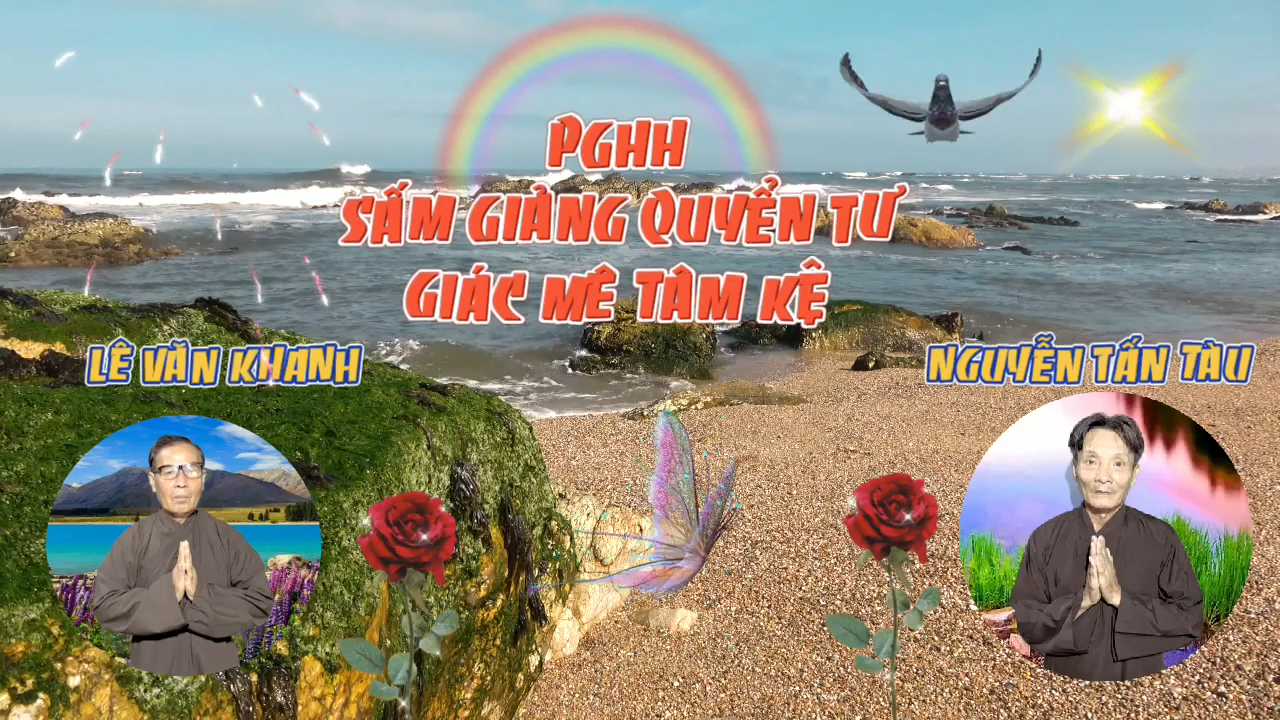 PGHH
SẤM GIẢNG QUYỂN TƯ
GIÁC MÊ TÂM KỆ
LÊ VĂN KHANH
NGUYỄN TẤN TÀU